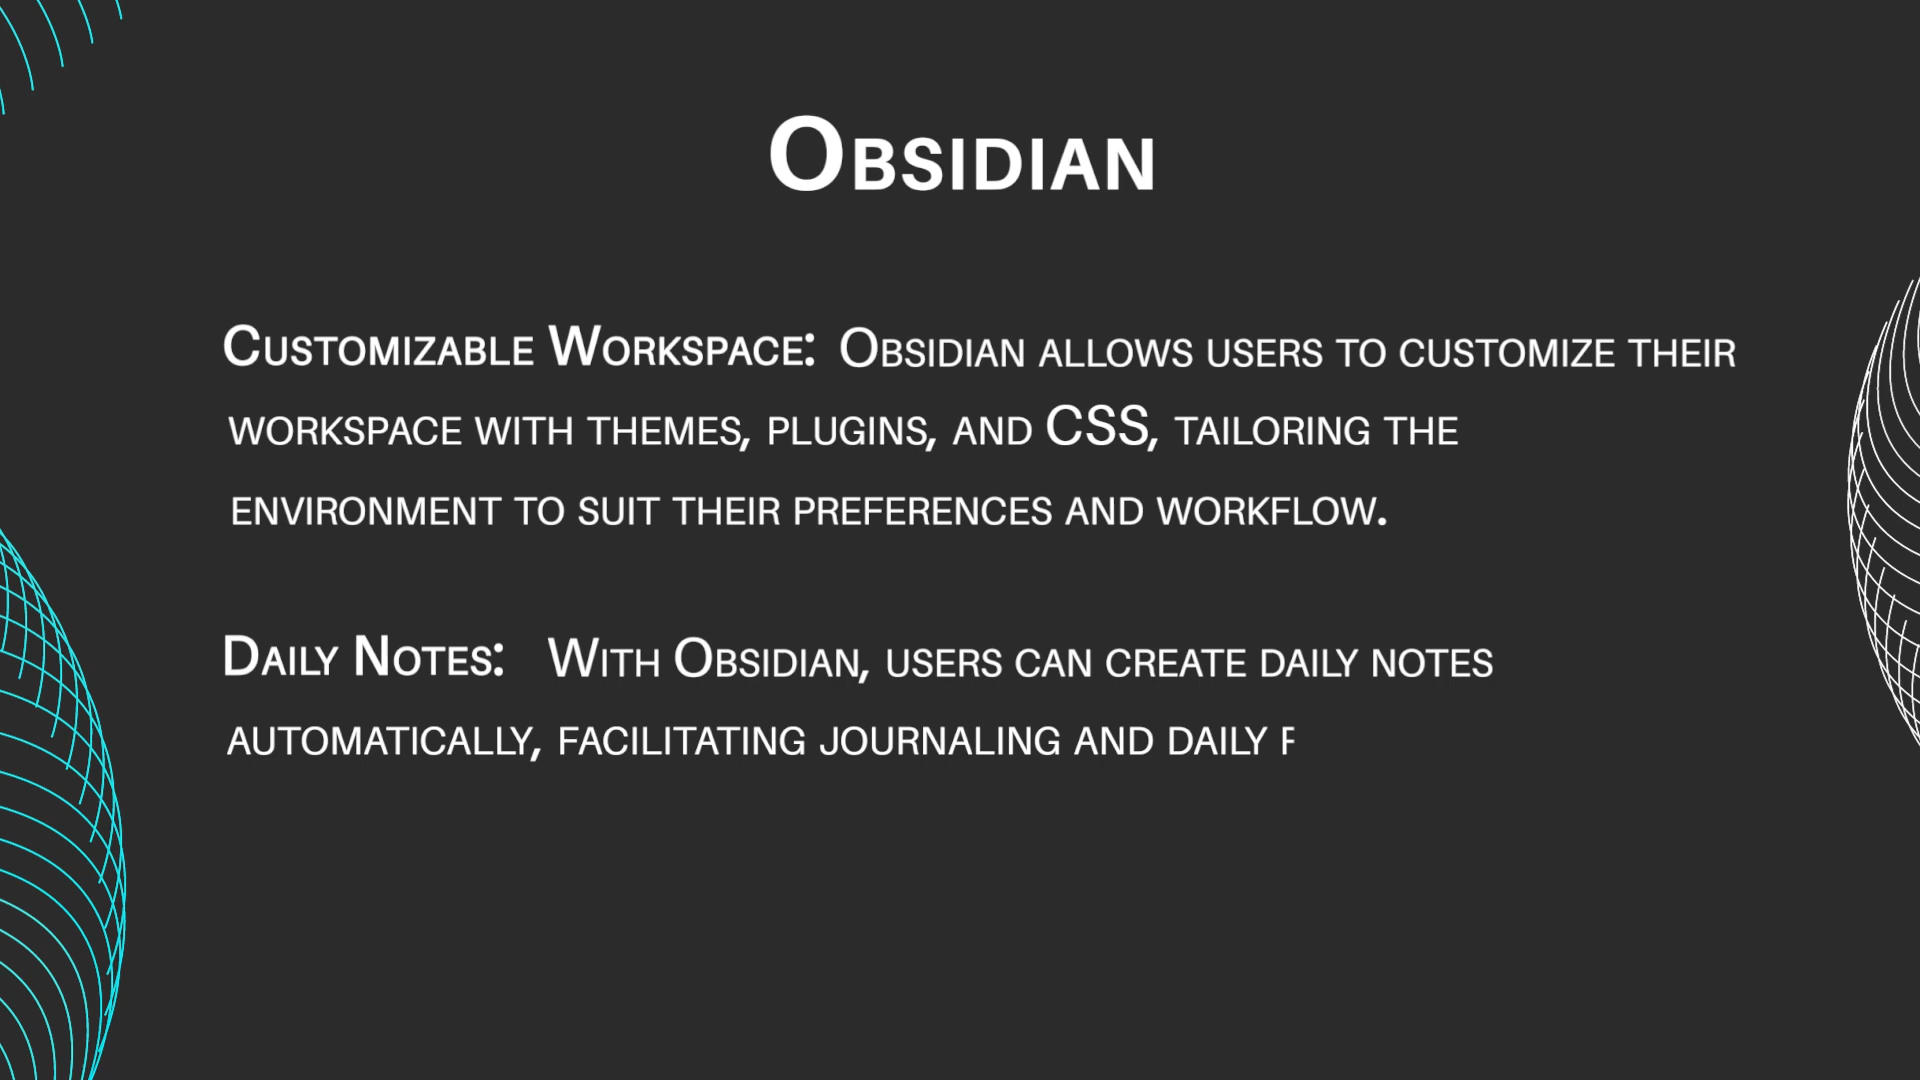 Obsidian
Customizable Workspace: Obsidian allows users to customize their
workspace with themes, plugins, and CSS, tailoring the
environment to suit their preferences and workflow.
Daily Notes: With Obsidian, users can create daily notes
automatically, facilitating journaling and daily